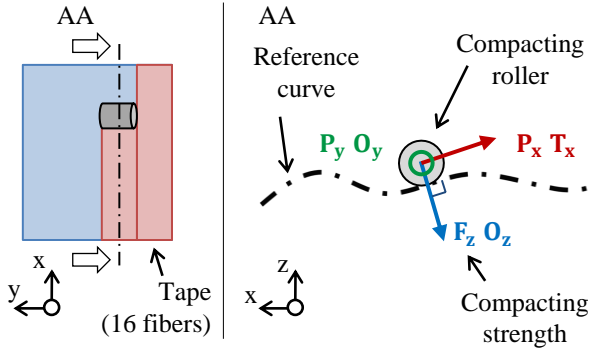 AA
x
y
Tape
(16 fibers)
AA
Reference
curve
Compacting
roller
P_y O_y
P_x T_x
F_z O_z
z
x
Compacting
strength